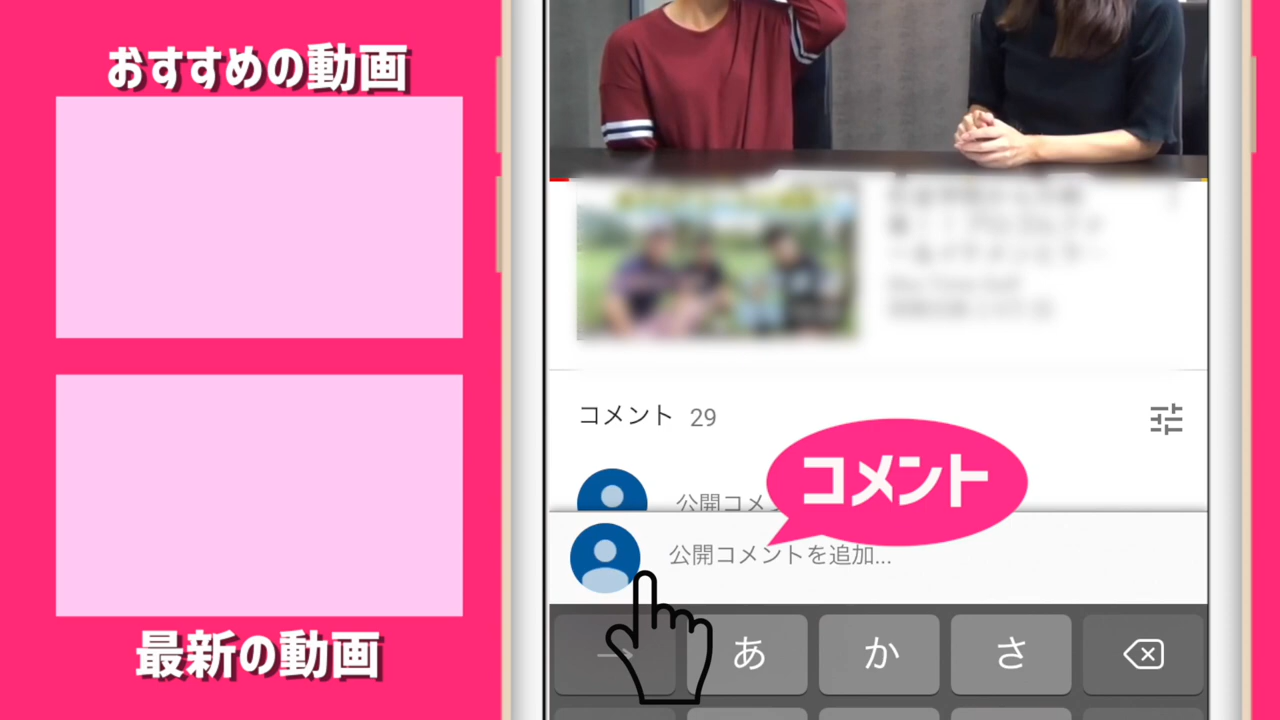 おすすめの動画
最新の動画
コメント 29
コメント
公開コメ
公開コメントを追加...
→ あ か さ